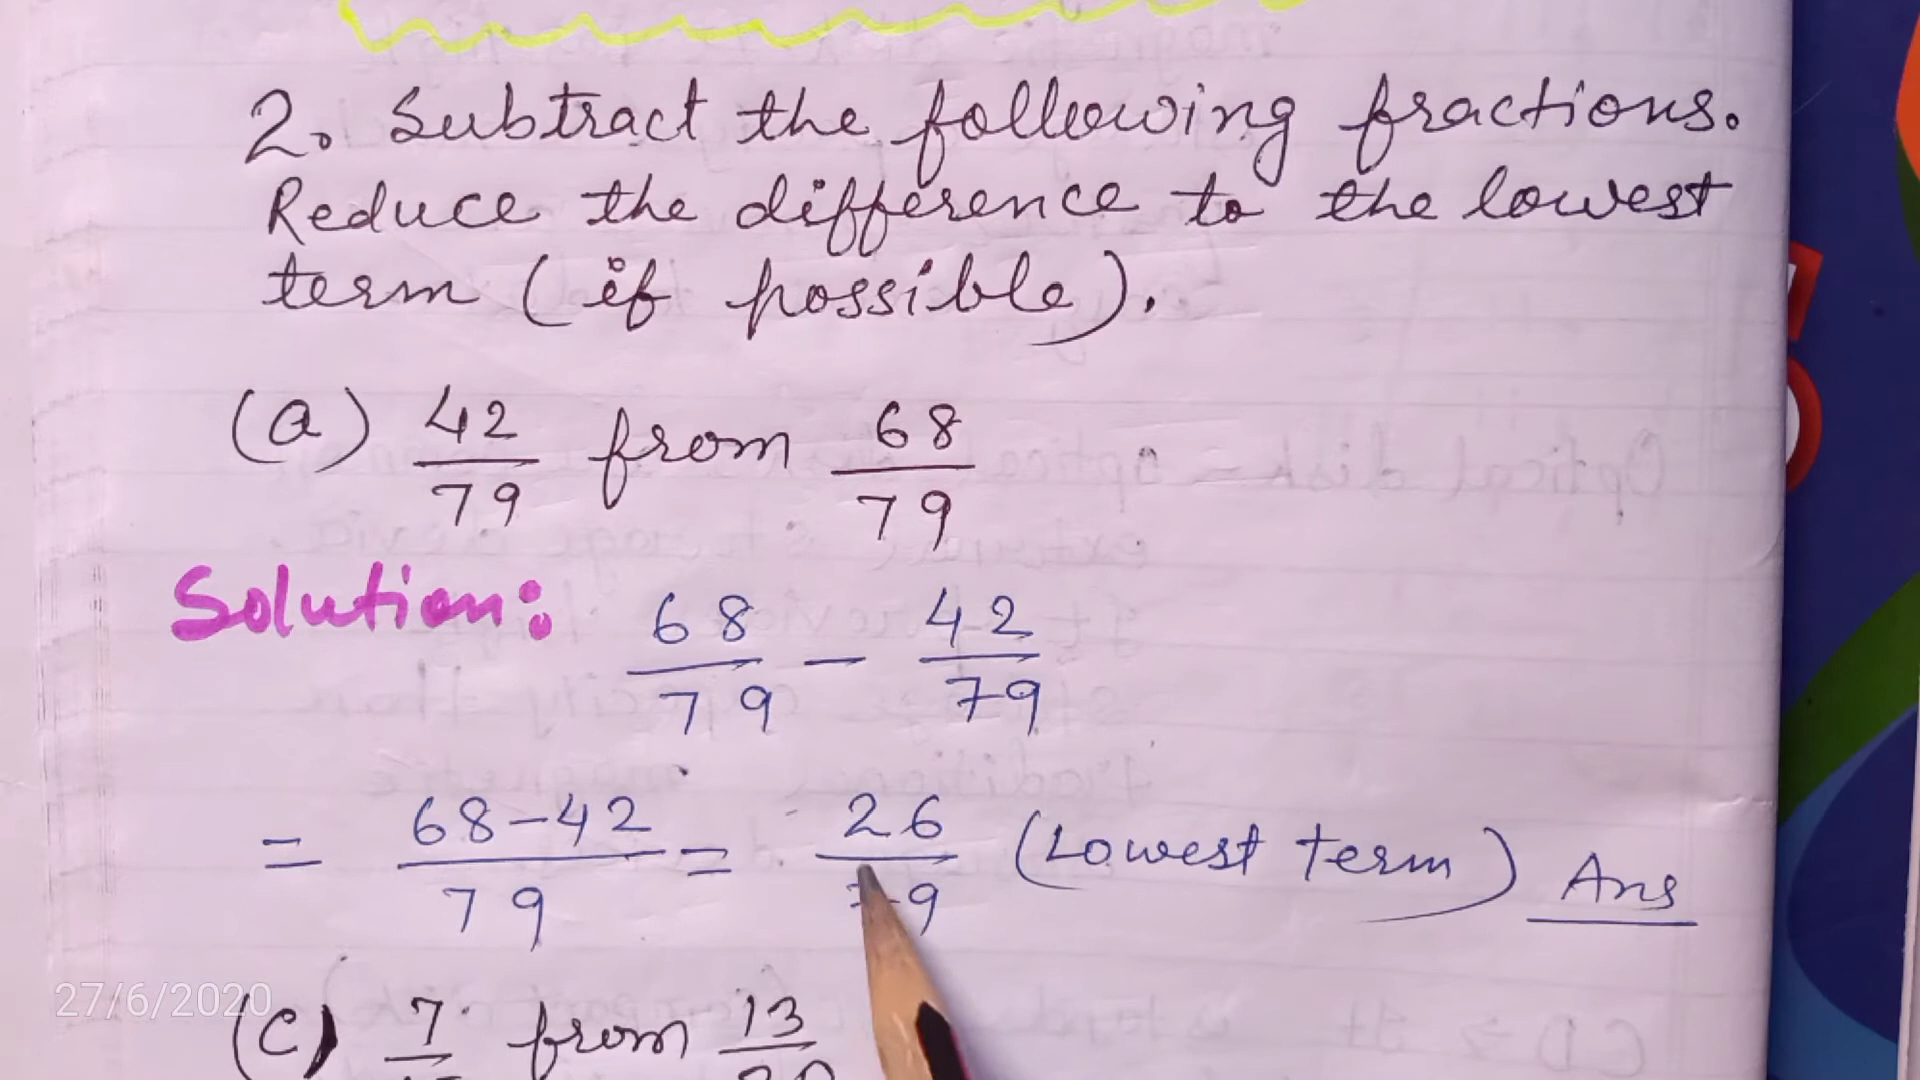 2. Subtract the following fractions.
Reduce the difference to the lowest
term (if possible).
(a) 42/79 from 68/79
Solution: 68/79 - 42/79
= 68-42/79 = 26/79 (Lowest term) Ans
(c) 7 from 13
27/6/2020